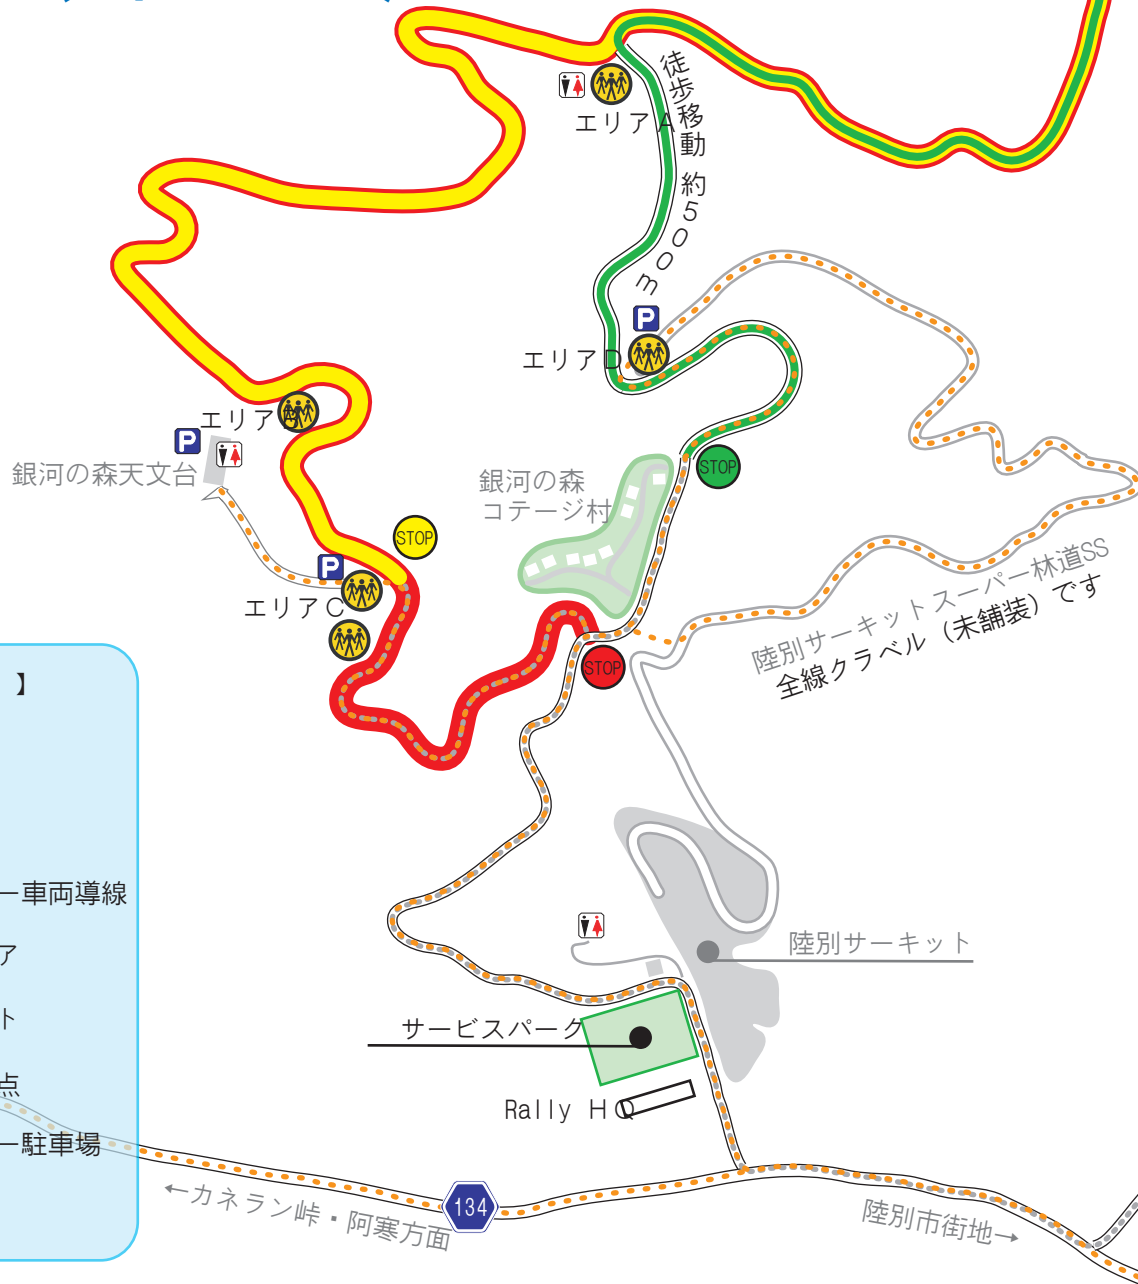 徒歩移動 約500m
エリアA
P
エリアD
エリアB
P
銀河の森天文台
銀河の森
コテージ村
STOP
STOP
P
エリアC
STOP
陸別サーキットスーパー林道SS
全線クラベル（未舗装）です
】
ー車両導線
ア
ト
点
ー駐車場
陸別サーキット
サービスパーク
Rally HQ
←カネラン峠・阿寒方面
134
陸別市街地→